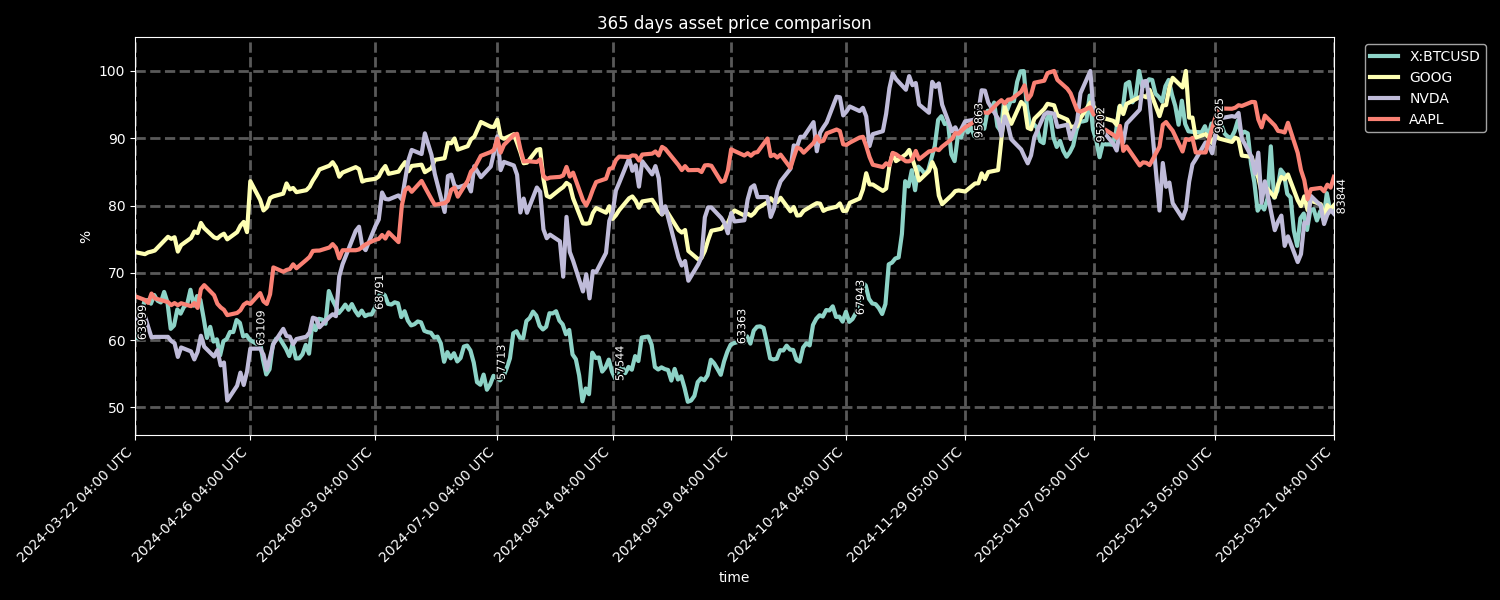 365 days asset price comparison
X:BTCUSD
GOOG
NVDA
AAPL
%
100
90
80
70
60
50
63999
63109
68791
57713
57544
63363
67943
95863
95202
96625
83844
2024-03-22 04:00 UTC
2024-04-26 04:00 UTC
2024-06-03 04:00 UTC
2024-07-10 04:00 UTC
2024-08-14 04:00 UTC
2024-09-19 04:00 UTC
2024-10-24 04:00 UTC
2024-11-29 05:00 UTC
2025-01-07 05:00 UTC
2025-02-13 05:00 UTC
2025-03-21 04:00 UTC
time